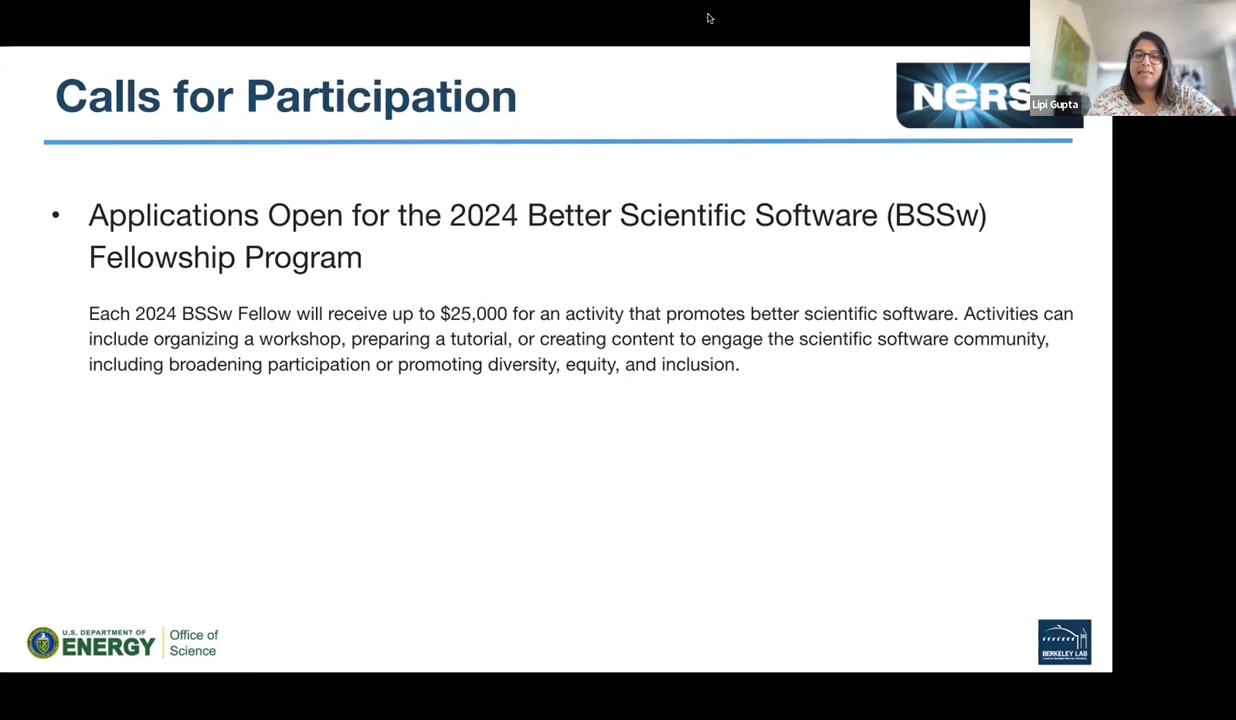 Calls for Participation
NERS
Lipi Gupta
• Applications Open for the 2024 Better Scientific Software (BSSw)
Fellowship Program
Each 2024 BSSw Fellow will receive up to $25,000 for an activity that promotes better scientific software. Activities can
include organizing a workshop, preparing a tutorial, or creating content to engage the scientific software community,
including broadening participation or promoting diversity, equity, and inclusion.
U.S. DEPARTMENT OF
ENERGY
Office of
Science
BERKELEY LAB